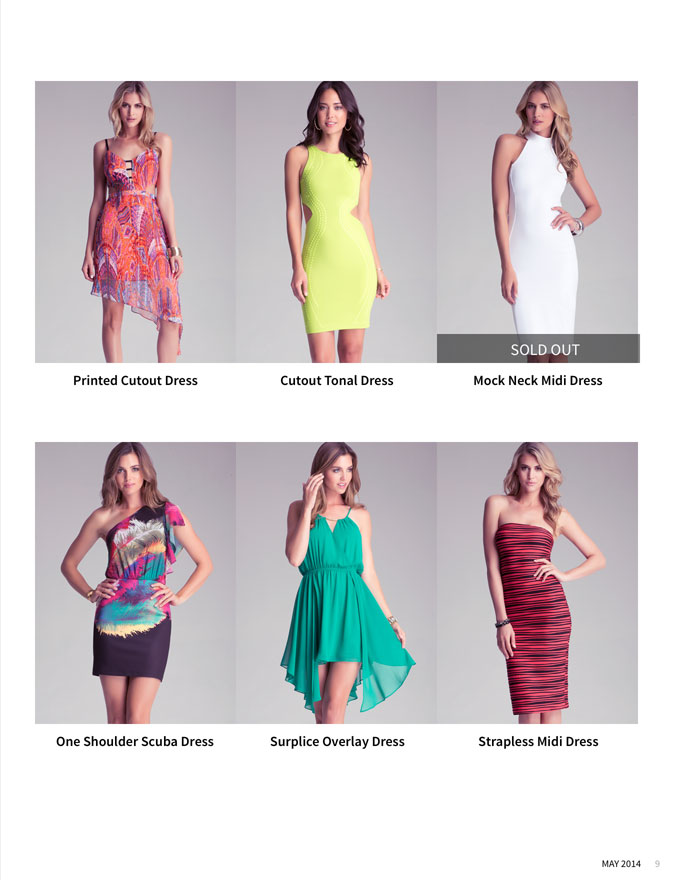 SOLD OUT
Printed Cutout Dress
Cutout Tonal Dress
Mock Neck Midi Dress
One Shoulder Scuba Dress
Surplice Overlay Dress
Strapless Midi Dress
MAY 2014 9